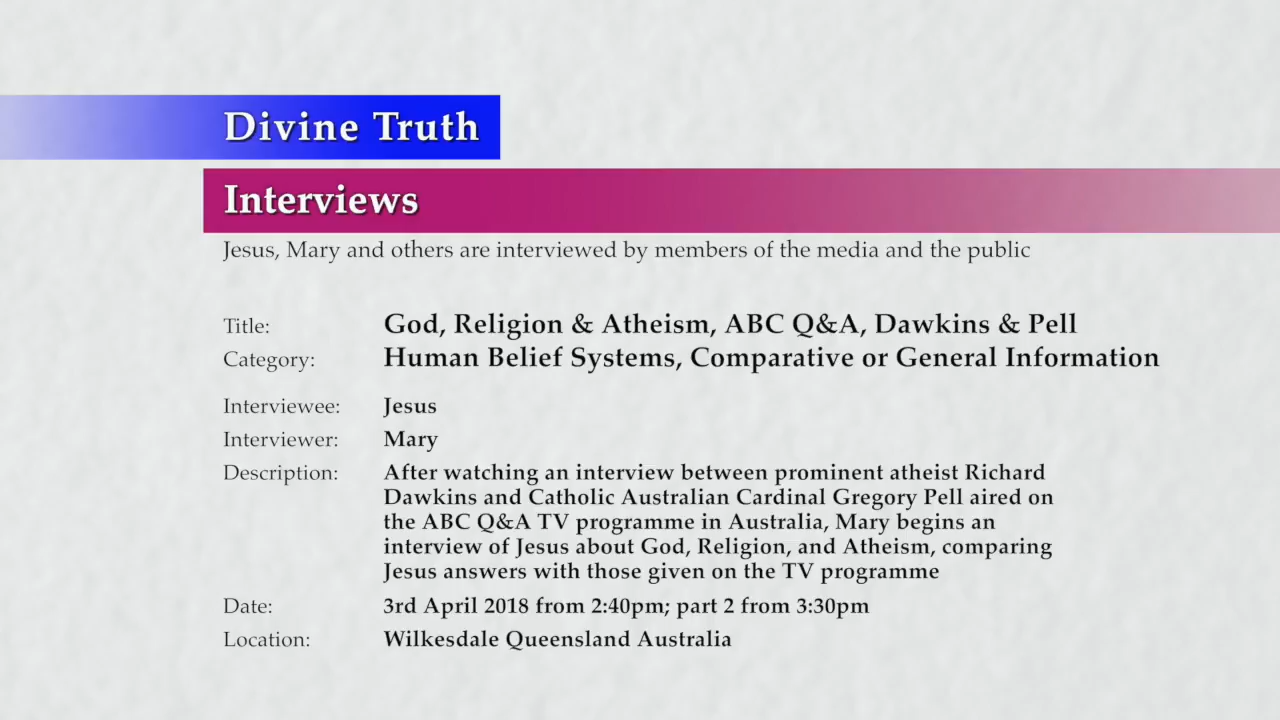 Divine Truth
Interviews
Jesus, Mary and others are interviewed by members of the media and the public
Title: God, Religion & Atheism, ABC Q&A, Dawkins & Pell
Category: Human Belief Systems, Comparative or General Information
Interviewee: Jesus
Interviewer: Mary
Description: After watching an interview between prominent atheist Richard
Dawkins and Catholic Australian Cardinal Gregory Pell aired on
the ABC Q&A TV programme in Australia, Mary begins an
interview of Jesus about God, Religion, and Atheism, comparing
Jesus answers with those given on the TV programme
Date: 3rd April 2018 from 2:40pm; part 2 from 3:30pm
Location: Wilkesdale Queensland Australia